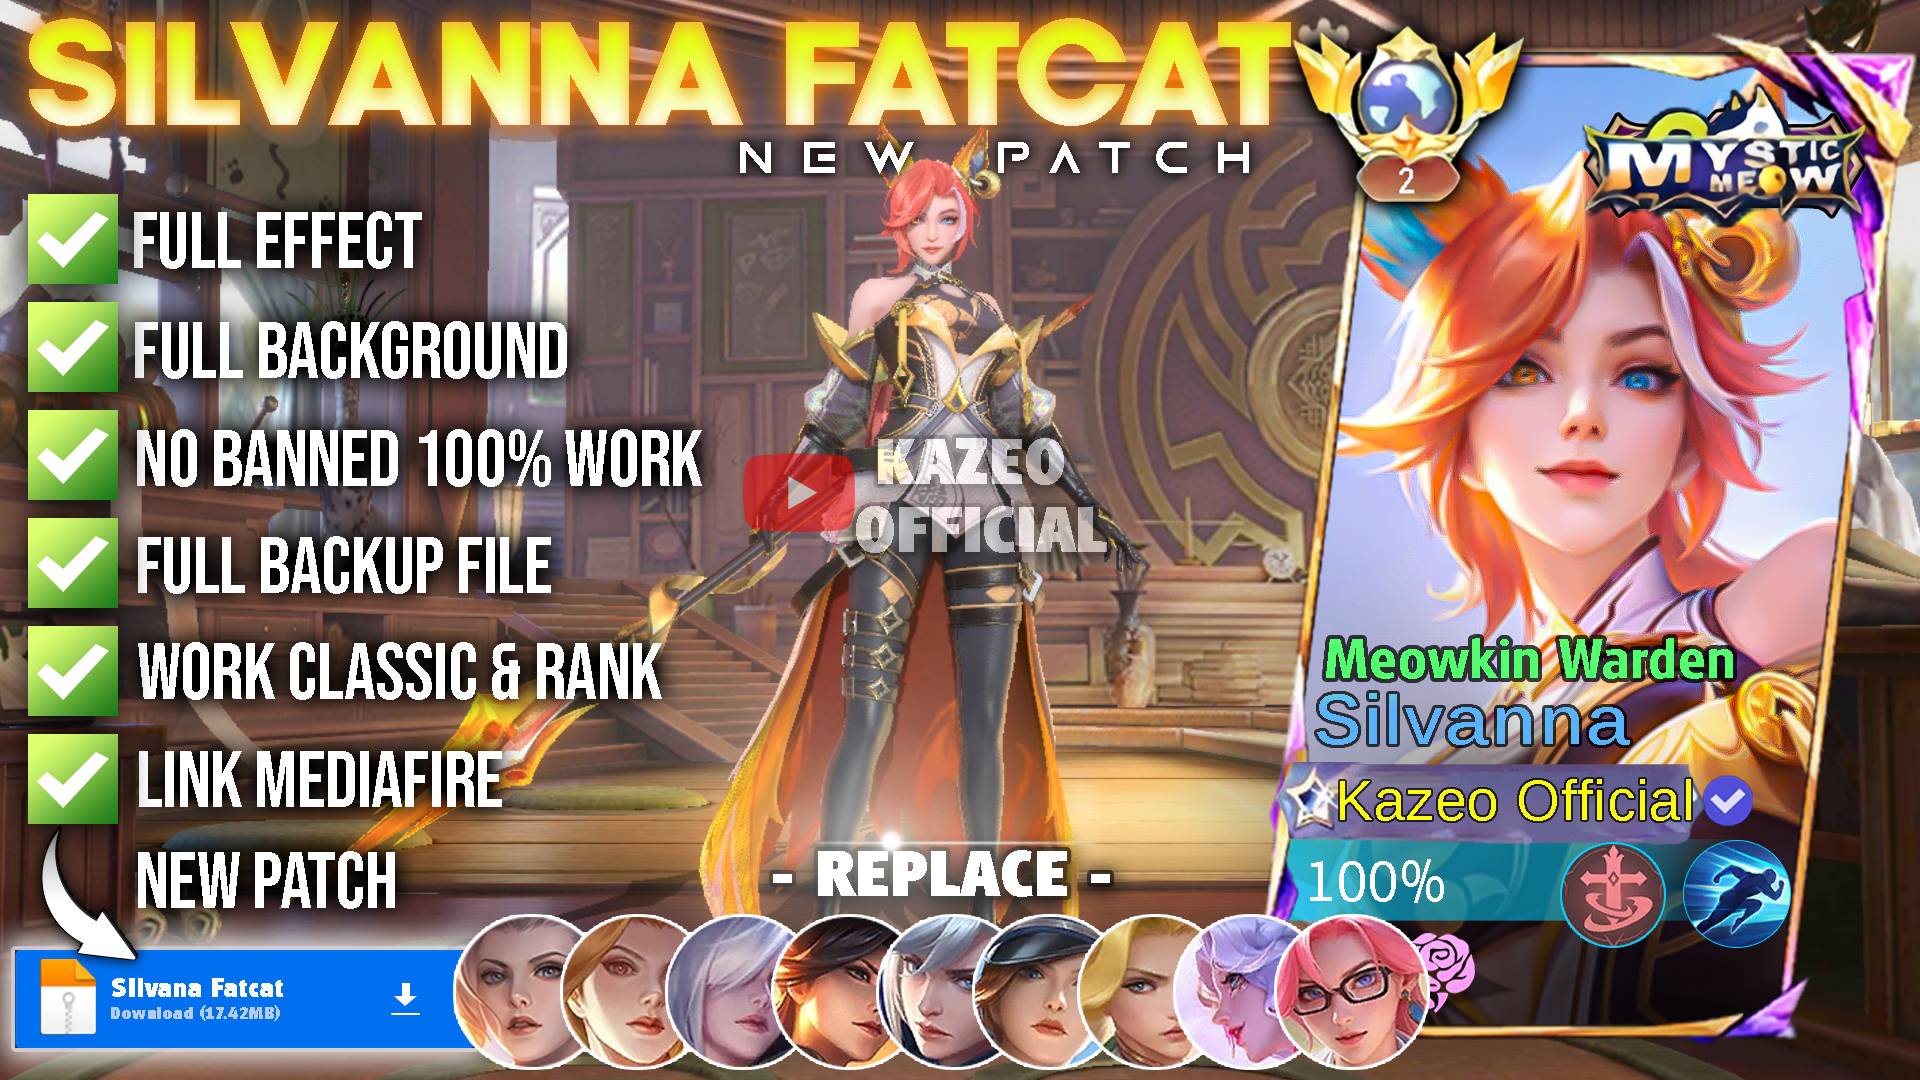 SILVANNA FATCAT
NEW PATCH
2
MYSTIC
MEOW
FULL EFFECT
FULL BACKGROUND
NO BANNED 100% WORK
FULL BACKUP FILE
WORK CLASSIC & RANK
LINK MEDIAFIRE
NEW PATCH
KAZEO
OFFICIAL
Meowkin Warden
Silvanna
Kazeo Official
100%
- REPLACE -
SIlvana Fatcat
Download (17.42MB)